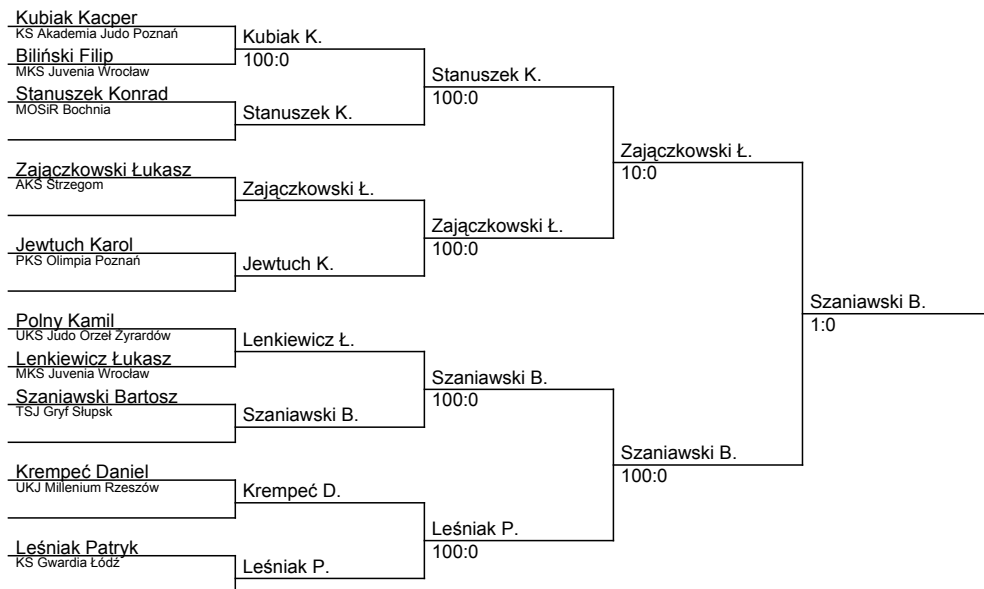 Kubiak Kacper
KS Akademia Judo Poznań
Kubiak K.
100:0
Biliński Filip
MKS Juvenia Wrocław
Stanuszek K.
100:0
Stanuszek Konrad
MOSiR Bochnia
Stanuszek K.
Zajączkowski Ł.
10:0
Zajączkowski Łukasz
AKS Strzegom
Zajączkowski Ł.
Zajączkowski Ł.
100:0
Jewtuch Karol
PKS Olimpia Poznań
Jewtuch K.
Szaniawski B.
1:0
Polny Kamil
UKS Judo Orzeł Żyrardów
Lenkiewicz Ł.
Lenkiewicz Łukasz
MKS Juvenia Wrocław
Szaniawski B.
100:0
Szaniawski Bartosz
TSJ Gryf Słupsk
Szaniawski B.
Szaniawski B.
100:0
Krempeć Daniel
UKJ Millenium Rzeszów
Krempeć D.
Leśniak P.
100:0
Leśniak Patryk
KS Gwardia Łódź
Leśniak P.